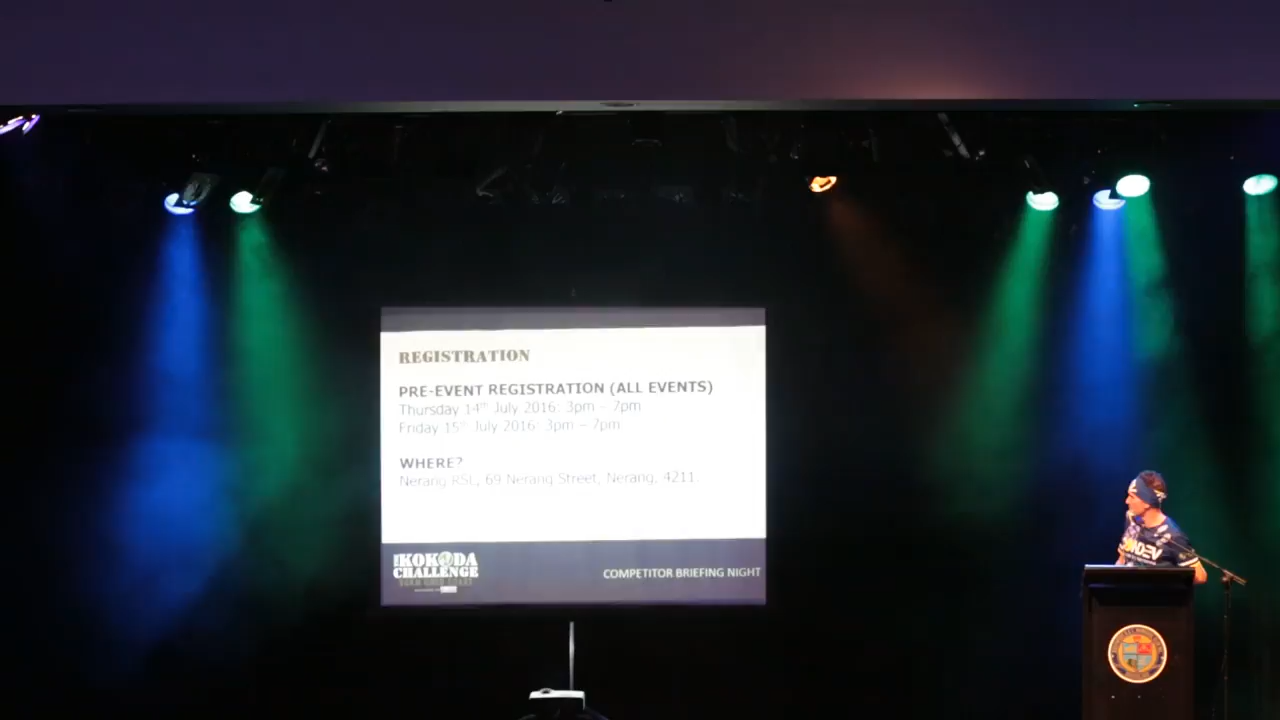 REGISTRATION
PRE-EVENT REGISTRATION (ALL EVENTS)
Thursday 14th July 2016: 3pm – 7pm
Friday 15th July 2016: 3pm – 7pm
WHERE?
Nerang RSL, 69 Nerang Street, Nerang, 4211.
THE KOKODA
CHALLENGE
COMPETITOR BRIEFING NIGHT